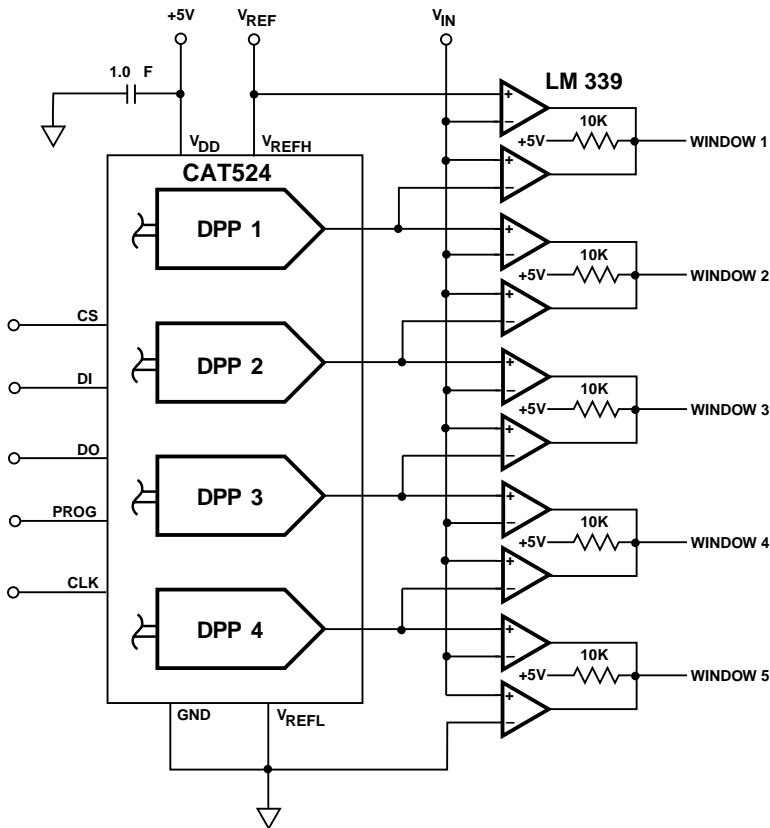 +5V
VREF
VIN
1.0 F
LM 339
VDD
VREFH
CAT524
+
−
10K
+5V
WINDOW 1
+
−
DPP 1
+
−
10K
+5V
WINDOW 2
+
−
CS
DPP 2
+
−
DI
10K
+5V
WINDOW 3
+
−
DO
DPP 3
+
−
PROG
10K
+5V
WINDOW 4
+
−
CLK
DPP 4
+
−
10K
+5V
WINDOW 5
+
−
GND
VREFL